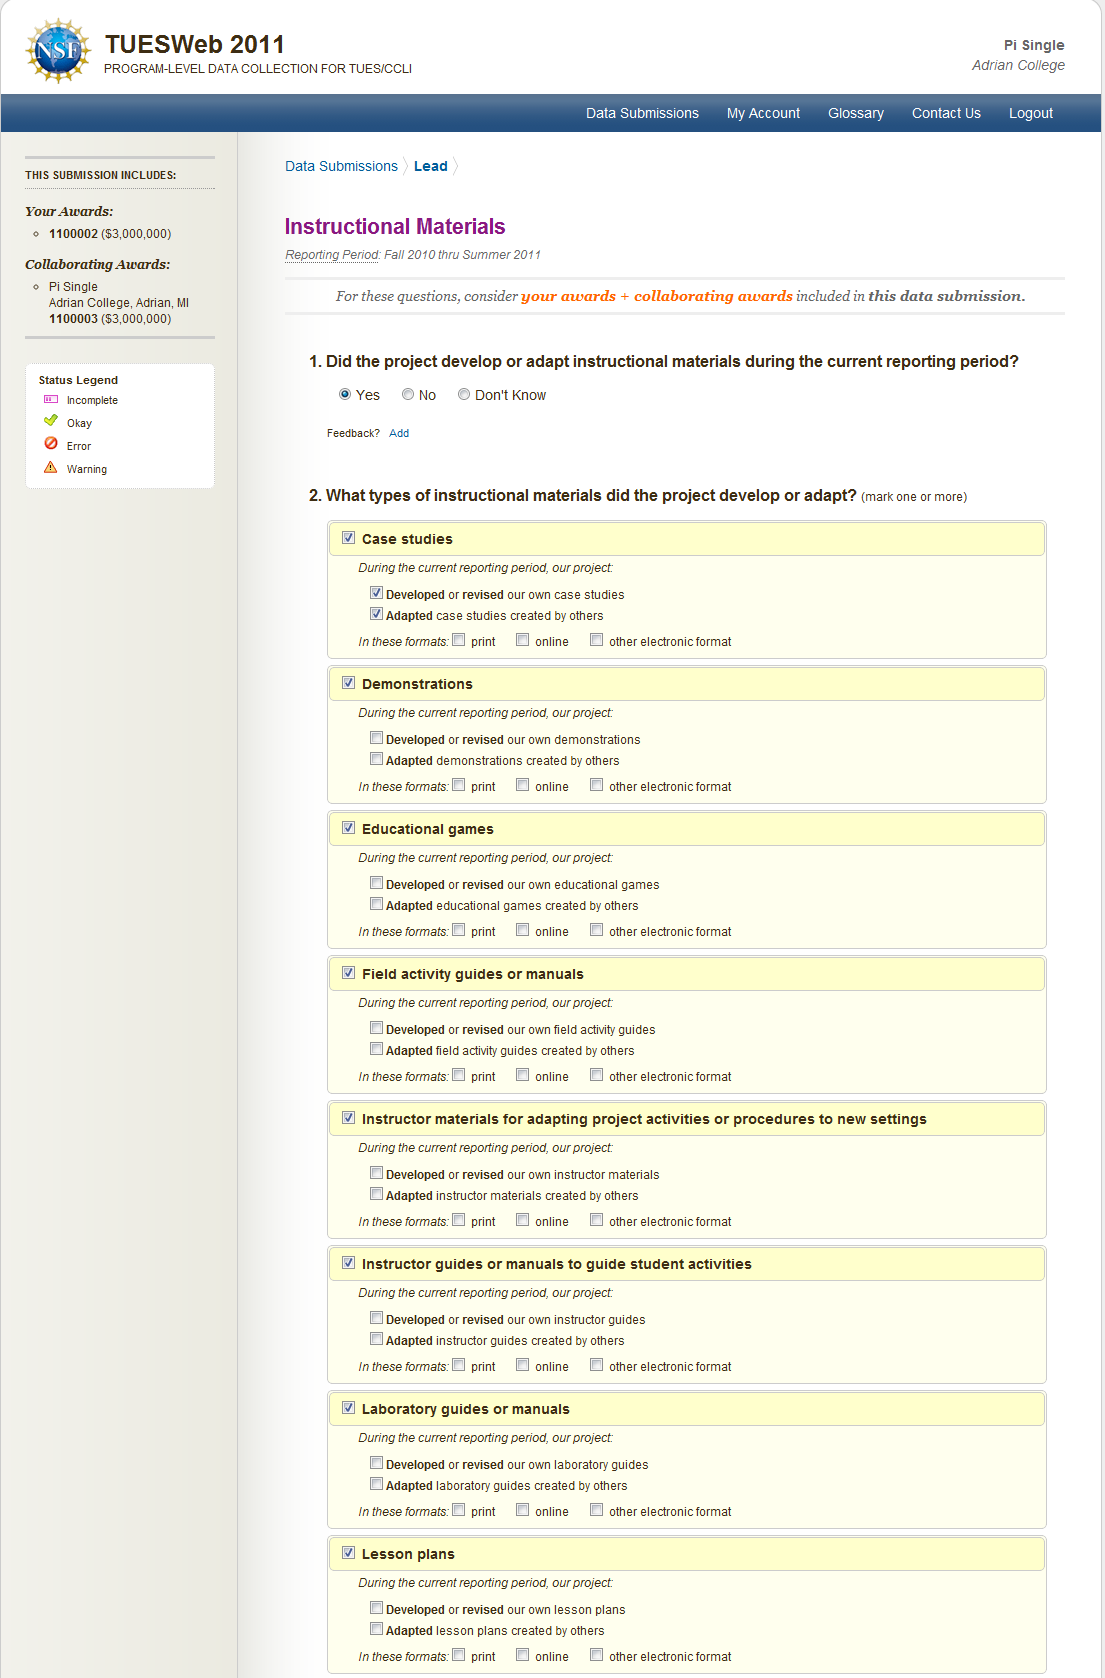 NSF
TUESWeb 2011
PROGRAM-LEVEL DATA COLLECTION FOR TUES/CCLI
Pi Single
Adrian College
Data Submissions My Account Glossary Contact Us Logout
THIS SUBMISSION INCLUDES:
Your Awards:
1100002 ($3,000,000)
Collaborating Awards:
Pi Single
Adrian College, Adrian, MI
1100003 ($3,000,000)
Status Legend
Incomplete
Okay
Error
Warning
Data Submissions Lead
Instructional Materials
Reporting Period: Fall 2010 thru Summer 2011
For these questions, consider your awards + collaborating awards included in this data submission.
1. Did the project develop or adapt instructional materials during the current reporting period?
Yes No Don't Know
Feedback? Add
2. What types of instructional materials did the project develop or adapt? (mark one or more)
Case studies
During the current reporting period, our project:
Developed or revised our own case studies
Adapted case studies created by others
In these formats: print online other electronic format
Demonstrations
During the current reporting period, our project:
Developed or revised our own demonstrations
Adapted demonstrations created by others
In these formats: print online other electronic format
Educational games
During the current reporting period, our project:
Developed or revised our own educational games
Adapted educational games created by others
In these formats: print online other electronic format
Field activity guides or manuals
During the current reporting period, our project:
Developed or revised our own field activity guides
Adapted field activity guides created by others
In these formats: print online other electronic format
Instructor materials for adapting project activities or procedures to new settings
During the current reporting period, our project:
Developed or revised our own instructor materials
Adapted instructor materials created by others
In these formats: print online other electronic format
Instructor guides or manuals to guide student activities
During the current reporting period, our project:
Developed or revised our own instructor guides
Adapted instructor guides created by others
In these formats: print online other electronic format
Laboratory guides or manuals
During the current reporting period, our project:
Developed or revised our own laboratory guides
Adapted laboratory guides created by others
In these formats: print online other electronic format
Lesson plans
During the current reporting period, our project:
Developed or revised our own lesson plans
Adapted lesson plans created by others
In these formats: print online other electronic format